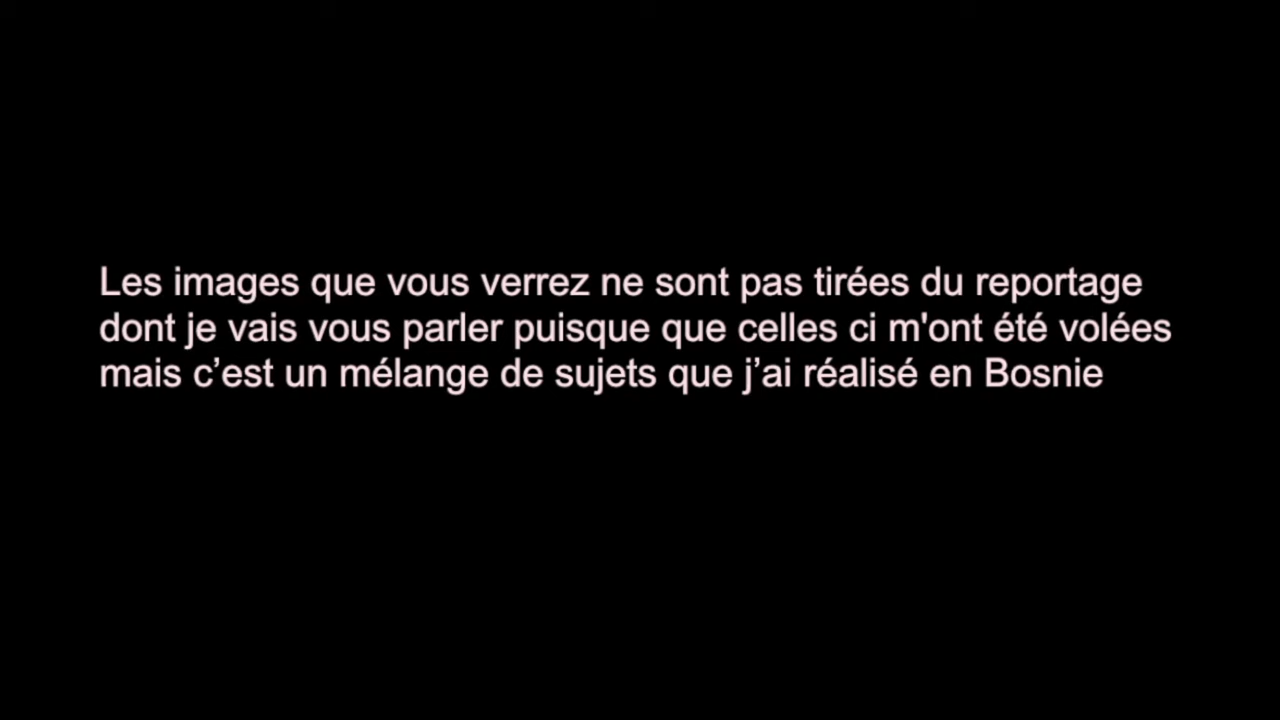 Les images que vous verrez ne sont pas tirées du reportage
dont je vais vous parler puisque que celles ci m'ont été volées
mais c’est un mélange de sujets que j’ai réalisé en Bosnie